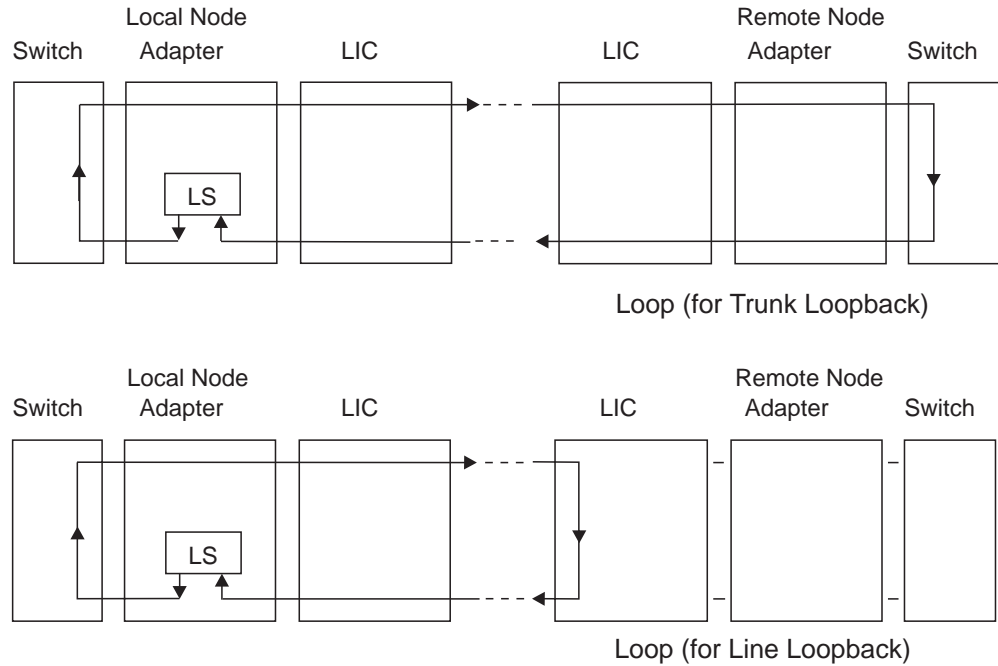 Local Node Remote Node
Switch Adapter LIC LIC Adapter Switch
LS
Loop (for Trunk Loopback)
Local Node Remote Node
Switch Adapter LIC LIC Adapter Switch
LS
Loop (for Line Loopback)